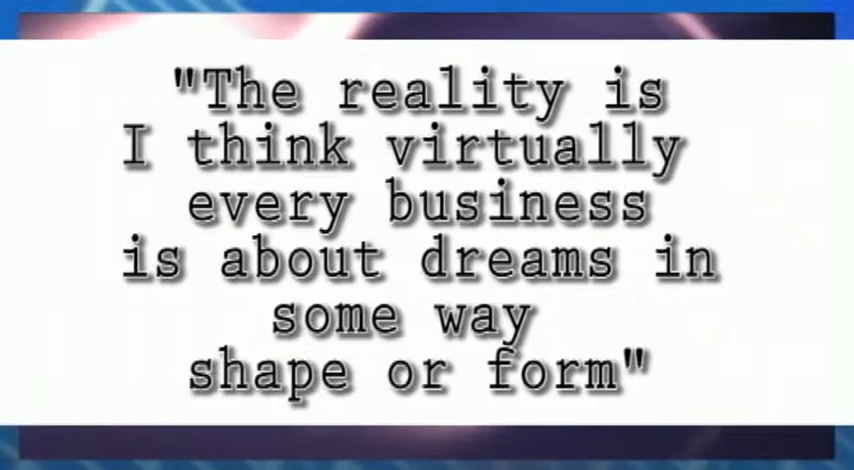 "The reality is
I think virtually
every business
is about dreams in
some way
shape or form"